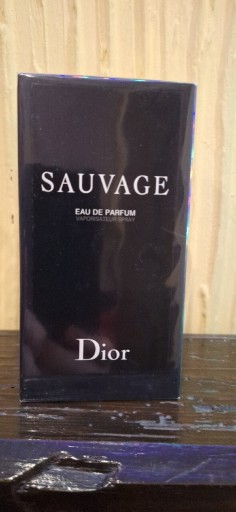 SAUVAGE
EAU DE PARFUM
VAPORISATEUR SPRAY
Dior